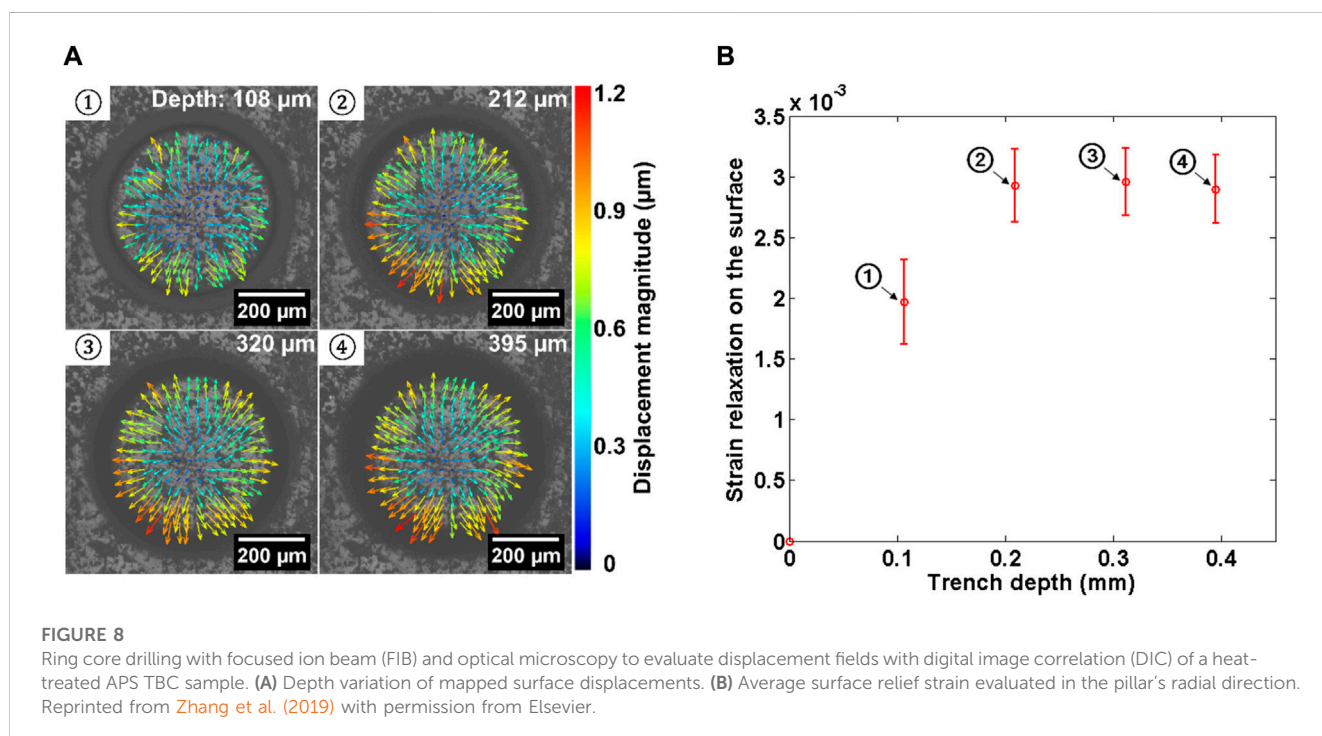 A
① Depth: 108 µm
② 212 µm
200 µm
200 µm
③ 320 µm
④ 395 µm
200 µm
200 µm
1.2
0.9
0.6
0.3
0
Displacement magnitude (µm)
B
x 10⁻³
3.5
3
2.5
2
1.5
1
0.5
0
Strain relaxation on the surface
①
②
③
④
0 0.1 0.2 0.3 0.4
Trench depth (mm)
FIGURE 8
Ring core drilling with focused ion beam (FIB) and optical microscopy to evaluate displacement fields with digital image correlation (DIC) of a heat-
treated APS TBC sample. (A) Depth variation of mapped surface displacements. (B) Average surface relief strain evaluated in the pillar's radial direction.
Reprinted from Zhang et al. (2019) with permission from Elsevier.